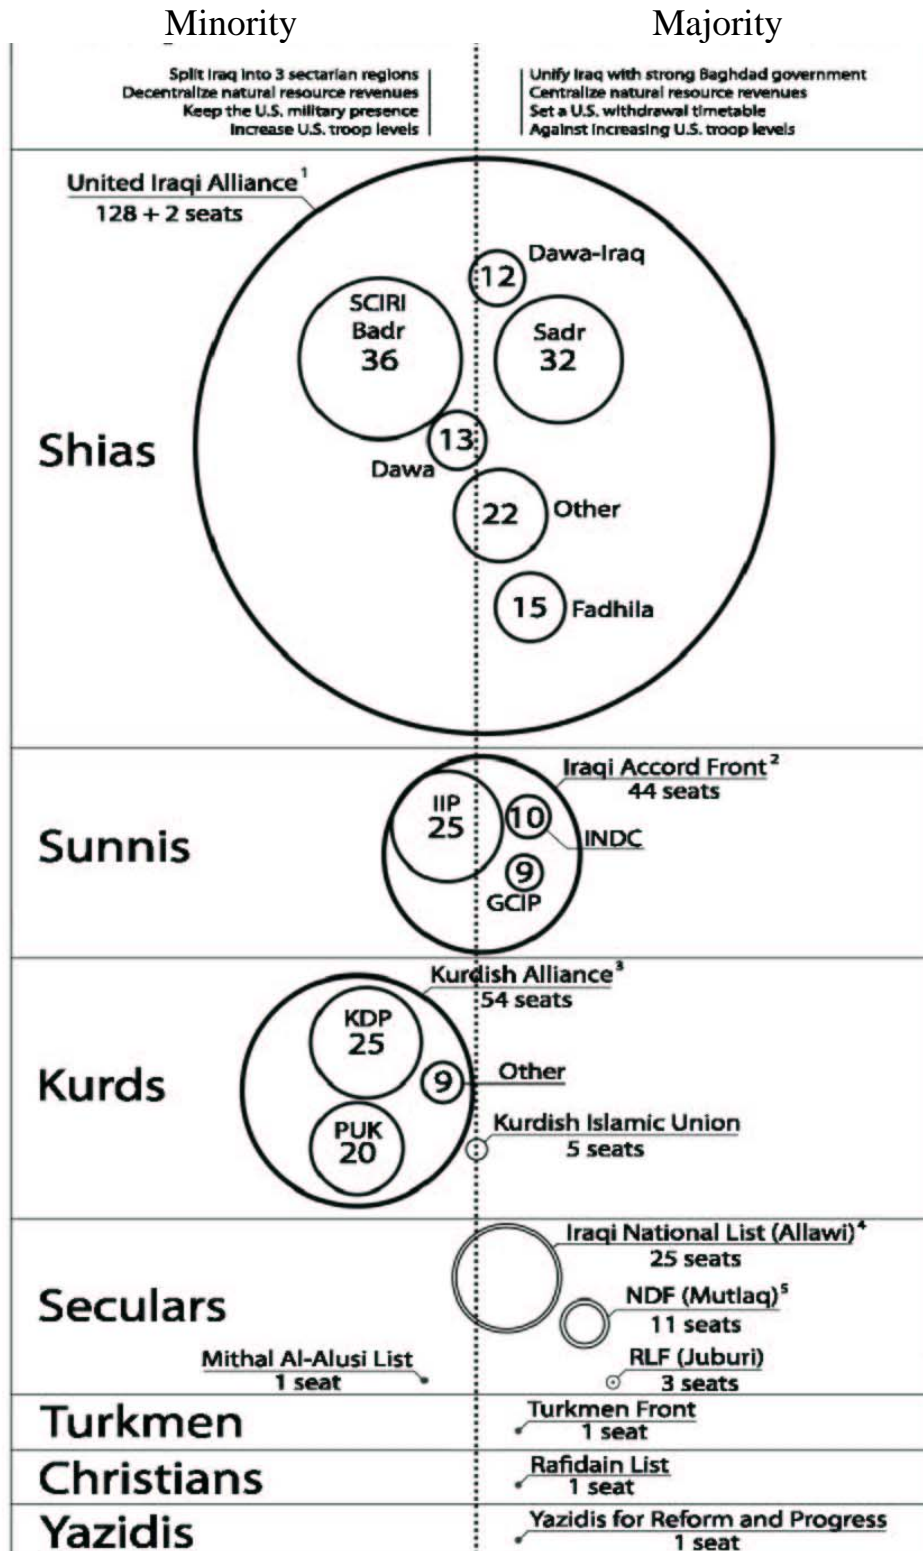 Minority
Majority
Split Iraq into 3 sectarian regions
Decentralize natural resource revenues
Keep the U.S. military presence
Increase U.S. troop levels
Unify Iraq with strong Baghdad government
Centralize natural resource revenues
Set a U.S. withdrawal timetable
Against increasing U.S. troop levels
United Iraqi Alliance¹
128 + 2 seats
Dawa-Iraq
12
SCIRI
Badr
36
Sadr
32
Shias
13
Dawa
22
Other
15
Fadhila
Iraqi Accord Front²
44 seats
IIP
25
10
INDC
Sunnis
9
GCIP
Kurdish Alliance³
54 seats
KDP
25
Other
9
Kurds
Kurdish Islamic Union
5 seats
PUK
20
Iraqi National List (Allawi)⁴
25 seats
Seculars
NDF (Mutlaq)⁵
11 seats
Mithal Al-Alusi List
1 seat
RLF (Juburi)
3 seats
Turkmen
Turkmen Front
1 seat
Christians
Rafidain List
1 seat
Yazidis
Yazidis for Reform and Progress
1 seat